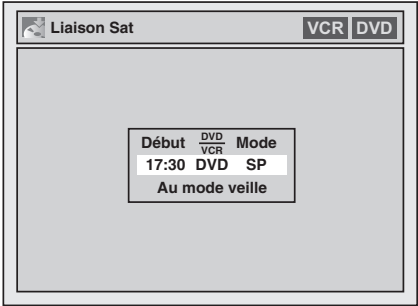 Liaison Sat VCR DVD
Début DVD/VCR Mode
17:30 DVD SP
Au mode veille